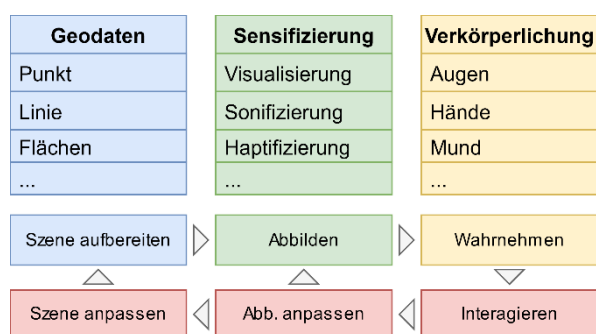 Geodaten
Punkt
Linie
Flächen
...
Sensifizierung
Visualisierung
Sonifizierung
Haptifizierung
...
Verkörperlichung
Augen
Hände
Mund
...
Szene aufbereiten
Abbilden
Wahrnehmen
Szene anpassen
Abb. anpassen
Interagieren